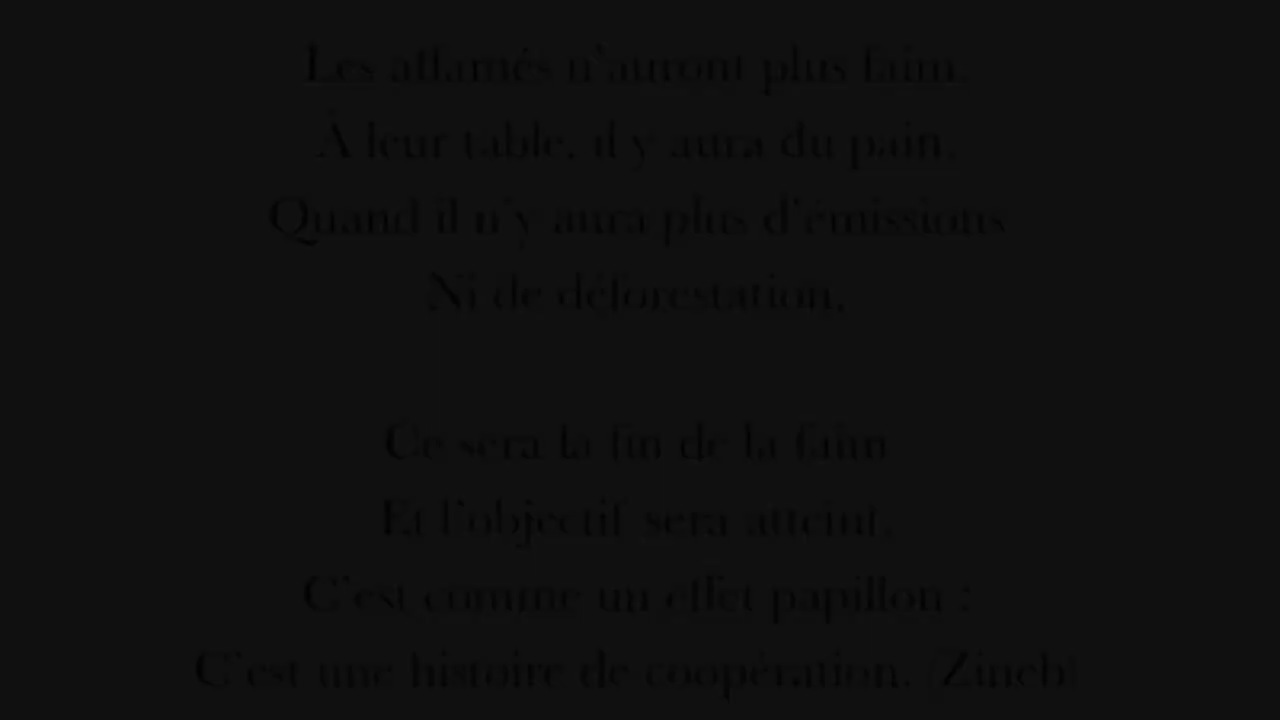 Les affamés n'auront plus faim.
À leur table, il y aura du pain.
Quand il n'y aura plus d'émissions
Ni de déforestation,
Ce sera la fin de la faim
Et l'objectif sera atteint.
C'est comme un effet papillon :
C'est une histoire de coopération. (Zineb)